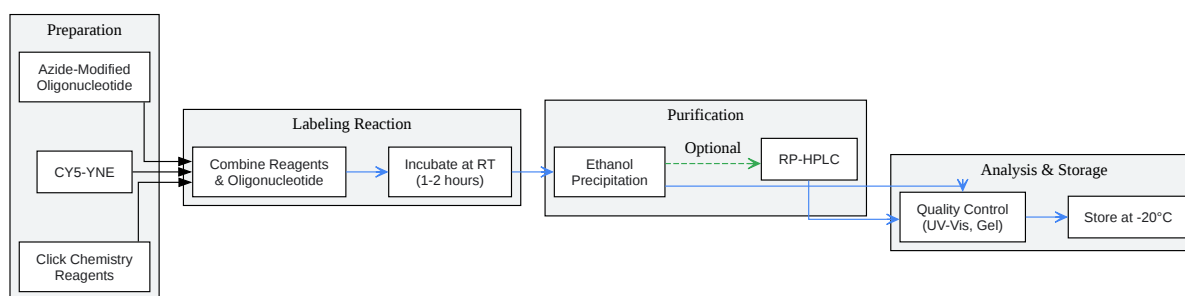 Preparation
Azide-Modified
Oligonucleotide
CY5-YNE
Click Chemistry
Reagents
Labeling Reaction
Combine Reagents
& Oligonucleotide
Incubate at RT
(1-2 hours)
Purification
Ethanol
Precipitation
Optional
RP-HPLC
Analysis & Storage
Quality Control
(UV-Vis, Gel)
Store at -20°C